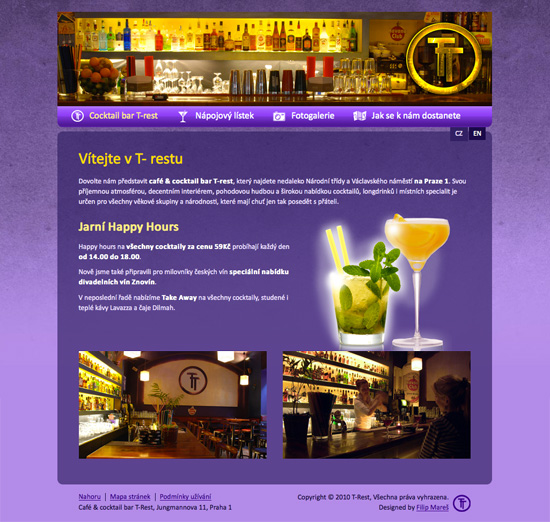 Cocktail bar T-rest
Nápojový lístek
Fotogalerie
Jak se k nám dostanete
CZ EN
Vítejte v T- restu
Dovolte nám představit café & cocktail bar T-rest, který najdete nedaleko Národní třídy a Václavského náměstí na Praze 1. Svou
příjemnou atmosférou, decentním interiérem, pohodovou hudbou a širokou nabídkou cocktailů, longdrinků i místních specialit je
určen pro všechny věkové skupiny a národnosti, které mají chuť jen tak posedět s přáteli.
Jarní Happy Hours
Happy hours na všechny cocktaily za cenu 59Kč probíhají každý den
od 14.00 do 18.00.
Nově jsme také připravili pro milovníky českých vín speciální nabídku
divadelních vín Znovín.
V neposlední řadě nabízíme Take Away na všechny cocktaily, studené i
teplé kávy Lavazza a čaje Dilmah.
Nahoru | Mapa stránek | Podmínky užívání
Café & cocktail bar T-Rest, Jungmannova 11, Praha 1
Copyright © 2010 T-Rest, Všechna práva vyhrazena.
Designed by Filip Mareš